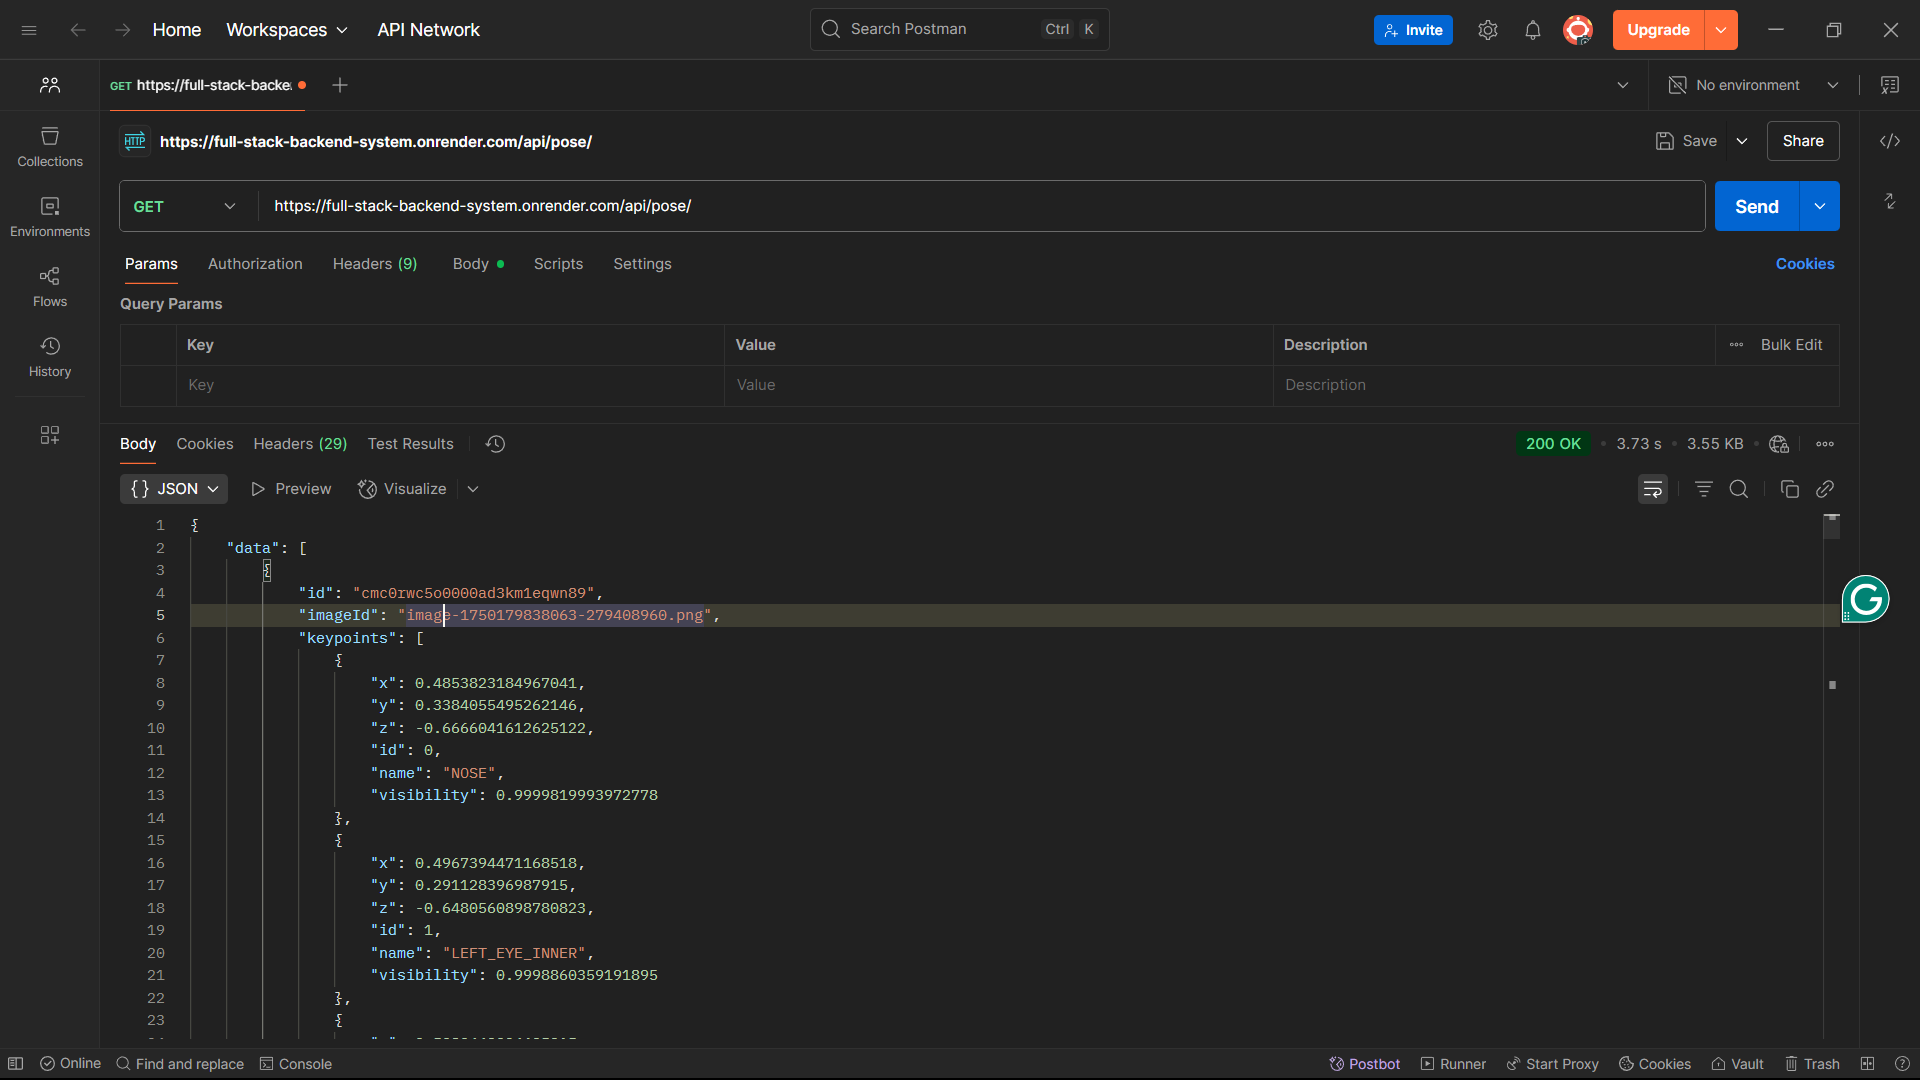 Home Workspaces API Network Search Postman Ctrl K Invite Upgrade
GET https://full-stack-backe No environment
HTTP https://full-stack-backend-system.onrender.com/api/pose/ Save Share
GET https://full-stack-backend-system.onrender.com/api/pose/ Send
Params Authorization Headers (9) Body Scripts Settings Cookies
Query Params
Key Value Description Bulk Edit
Key Value Description
Collections
Environments
Flows
History
Body Cookies Headers (29) Test Results 200 OK 3.73 s 3.55 KB
{} JSON Preview Visualize
1 {
2 "data": [
3 {
4 "id": "cmc0rwc5o0000ad3km1eqwn89",
5 "imageId": "image-1750179838063-279408960.png",
6 "keypoints": [
7 {
8 "x": 0.4853823184967041,
9 "y": 0.3384055495262146,
10 "z": -0.6666041612625122,
11 "id": 0,
12 "name": "NOSE",
13 "visibility": 0.9999819993972778
14 },
15 {
16 "x": 0.4967394471168518,
17 "y": 0.291128396987915,
18 "z": -0.6480560898780823,
19 "id": 1,
20 "name": "LEFT_EYE_INNER",
21 "visibility": 0.9998860359191895
22 },
23 {
Online Find and replace Console Postbot Runner Start Proxy Cookies Vault Trash